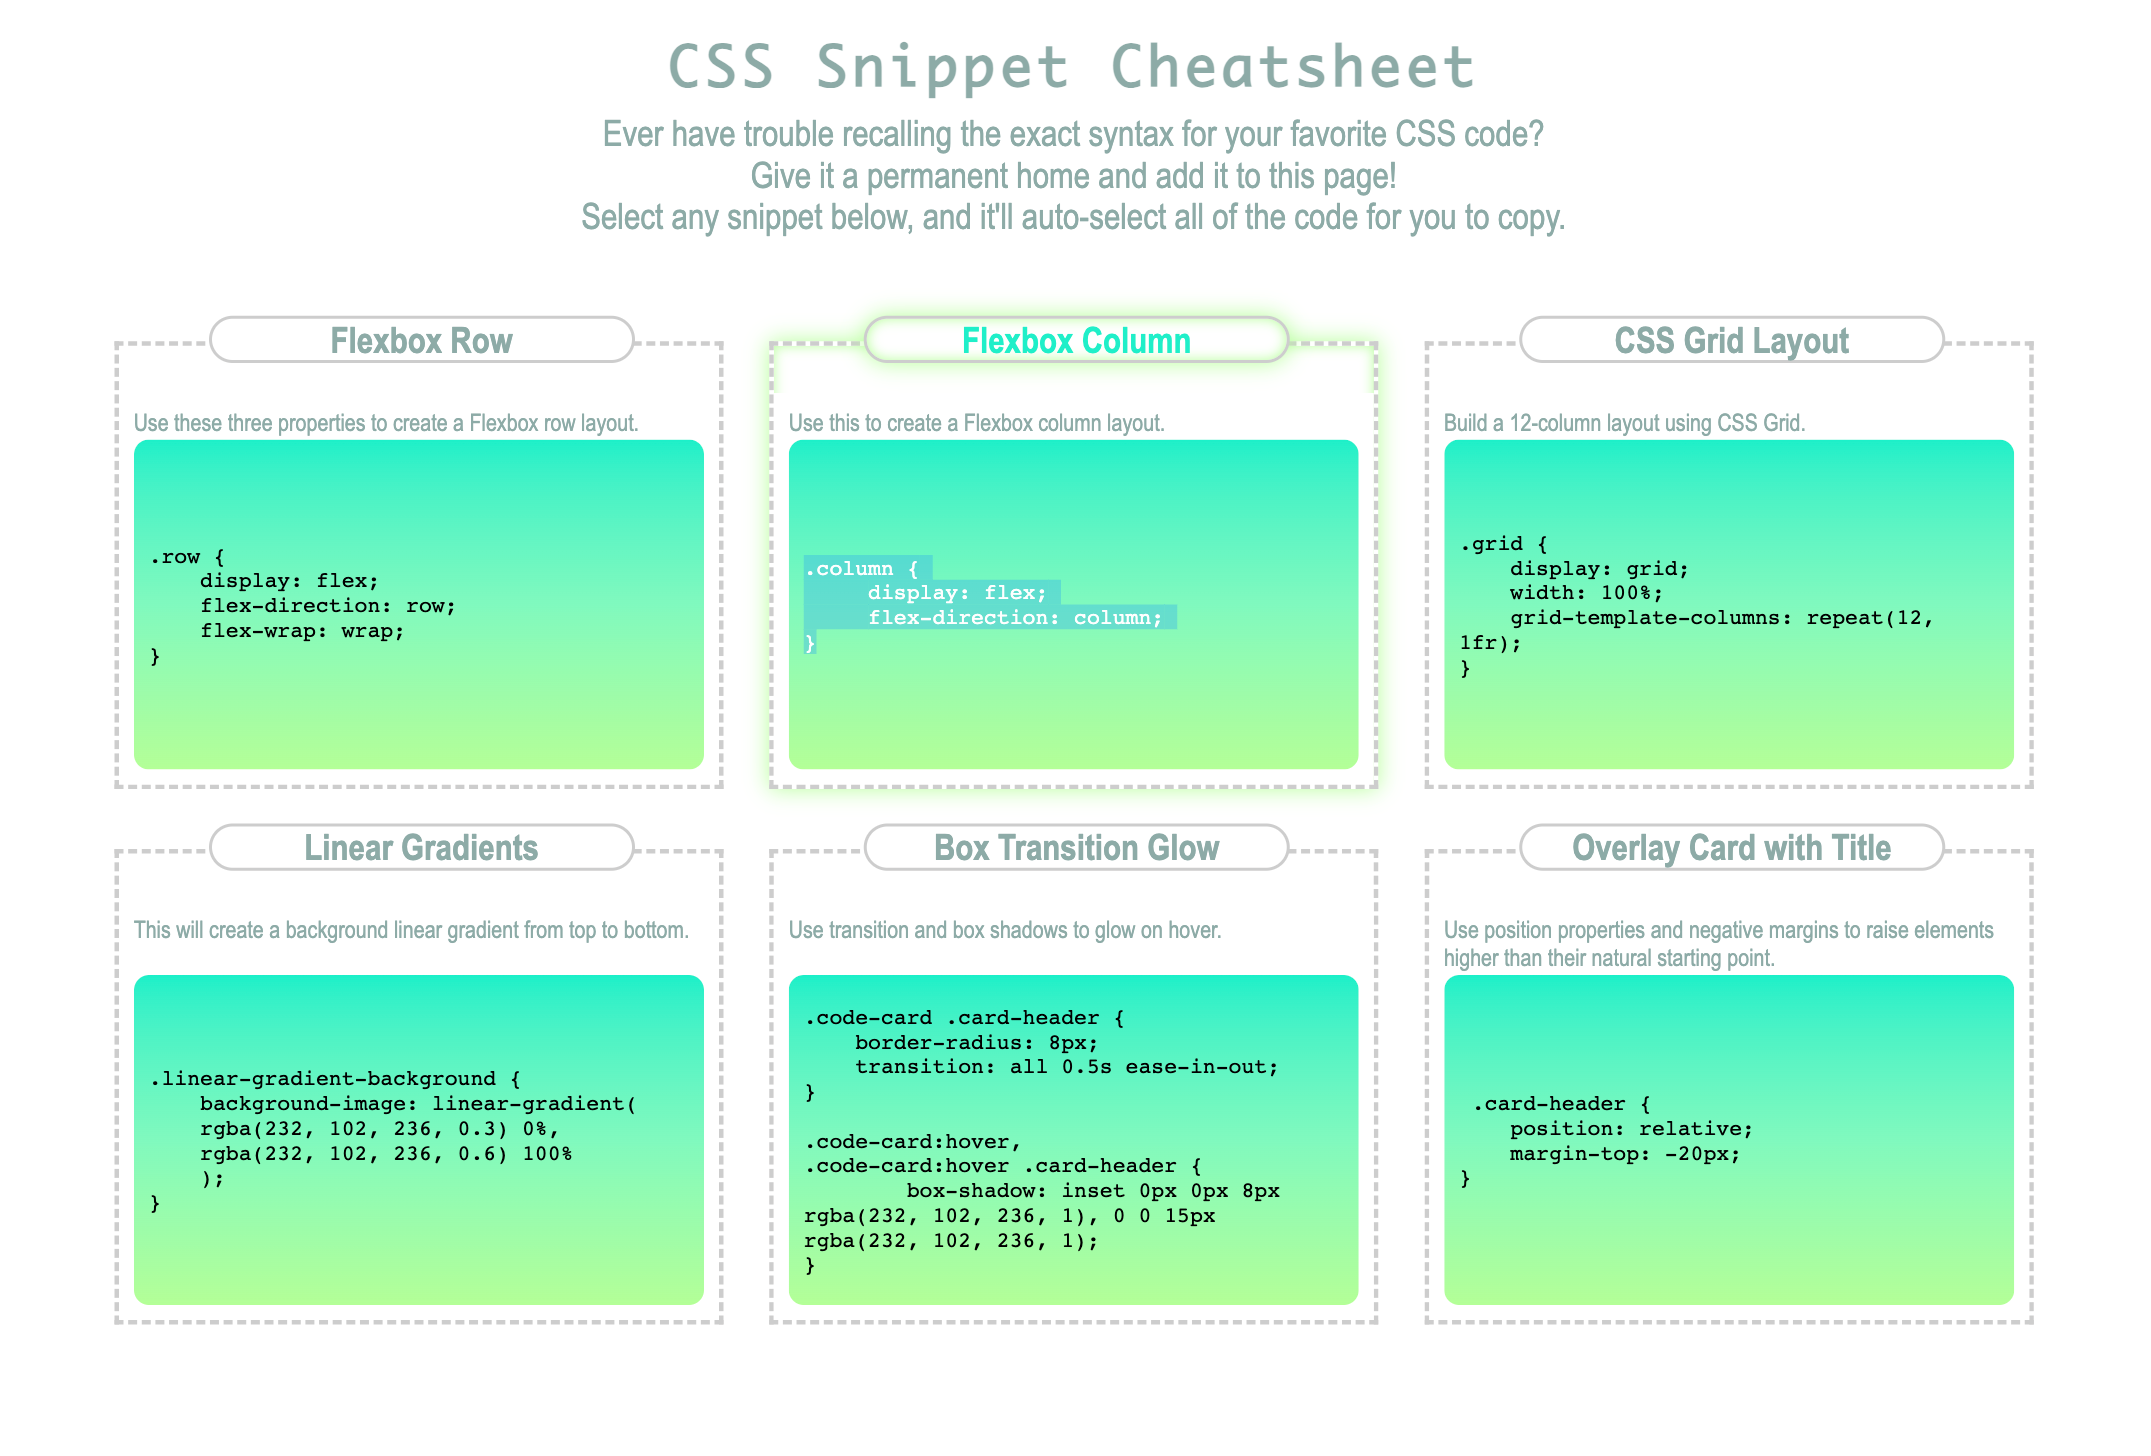 CSS Snippet Cheatsheet
Ever have trouble recalling the exact syntax for your favorite CSS code?
Give it a permanent home and add it to this page!
Select any snippet below, and it'll auto-select all of the code for you to copy.
Flexbox Row
Use these three properties to create a Flexbox row layout.
.row {
    display: flex;
    flex-direction: row;
    flex-wrap: wrap;
}
Flexbox Column
Use this to create a Flexbox column layout.
.column {
     display: flex;
     flex-direction: column;
}
CSS Grid Layout
Build a 12-column layout using CSS Grid.
.grid {
    display: grid;
    width: 100%;
    grid-template-columns: repeat(12,
1fr);
}
Linear Gradients
This will create a background linear gradient from top to bottom.
.linear-gradient-background {
    background-image: linear-gradient(
    rgba(232, 102, 236, 0.3) 0%,
    rgba(232, 102, 236, 0.6) 100%
    );
}
Box Transition Glow
Use transition and box shadows to glow on hover.
.code-card .card-header {
    border-radius: 8px;
    transition: all 0.5s ease-in-out;
}
.code-card:hover,
.code-card:hover .card-header {
        box-shadow: inset 0px 0px 8px
rgba(232, 102, 236, 1), 0 0 15px
rgba(232, 102, 236, 1);
}
Overlay Card with Title
Use position properties and negative margins to raise elements
higher than their natural starting point.
 .card-header {
    position: relative;
    margin-top: -20px;
}